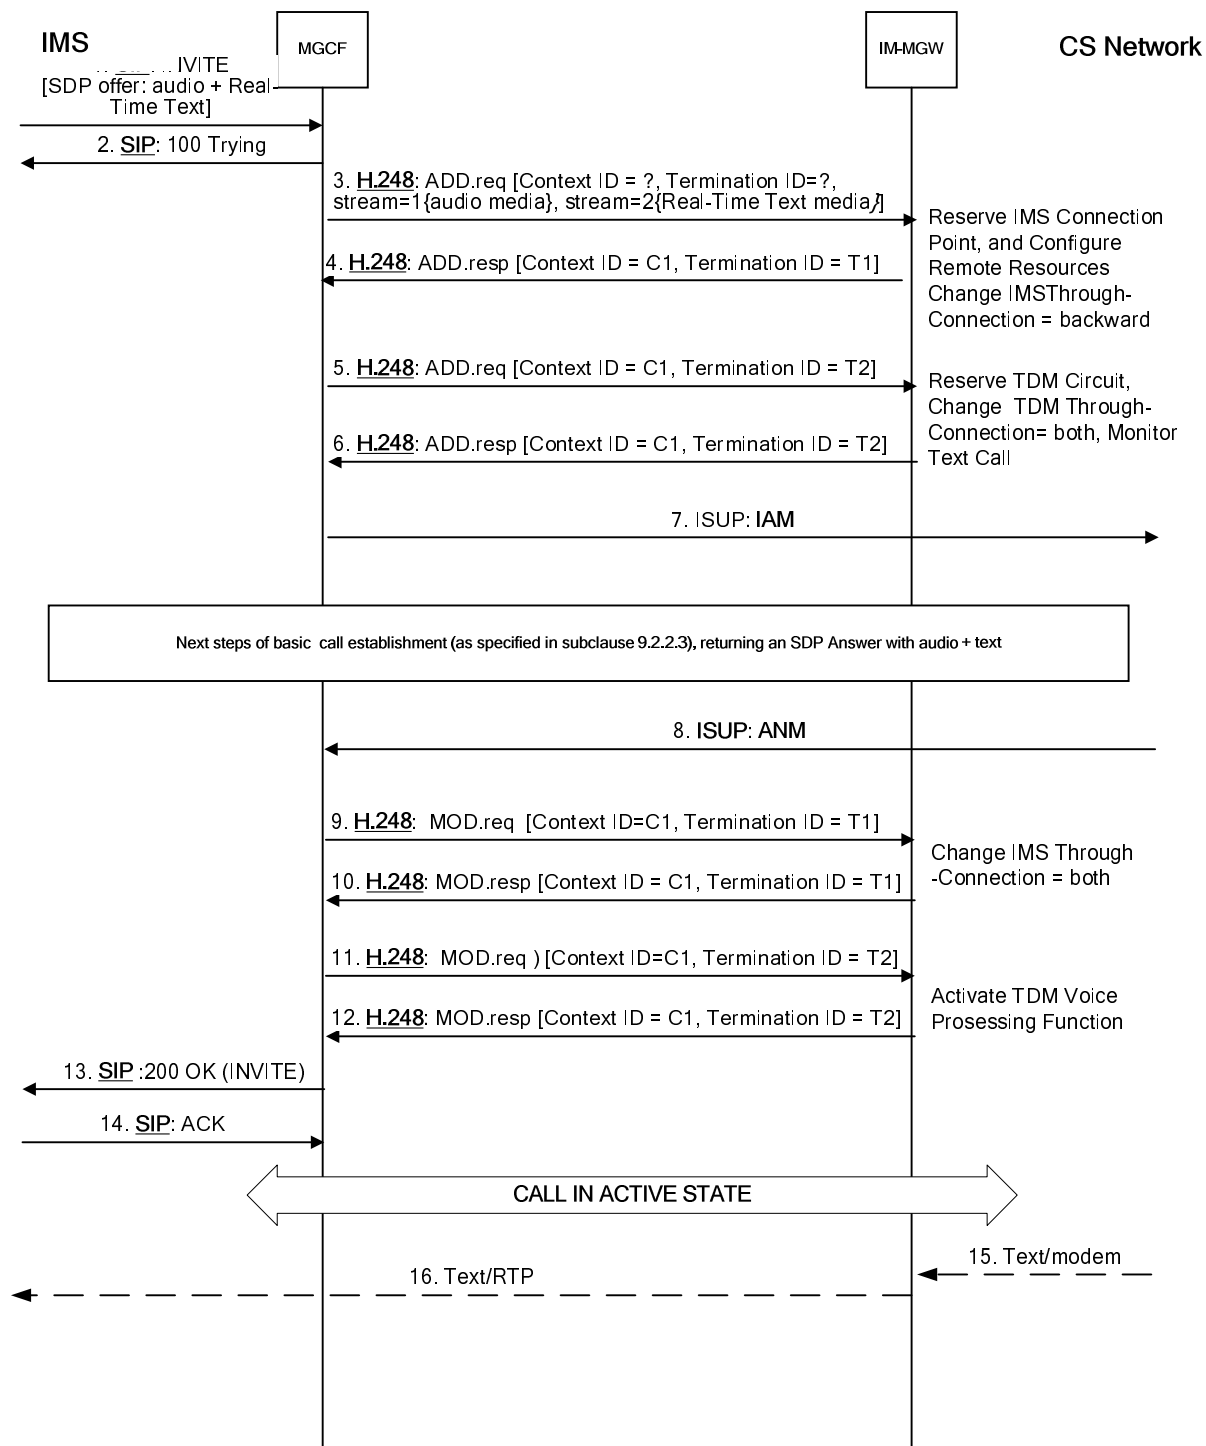 IMS
MGCF
IM-MGW
CS Network
IVITE
[SDP offer: audio + Real-
Time Text]
2. SIP: 100 Trying
3. H.248: ADD.req [Context ID = ?, Termination ID=?,
stream=1{audio media}, stream=2{Real-Time Text media}]
Reserve IMS Connection
Point, and Configure
Remote Resources
Change IMSThrough-
Connection = backward
4. H.248: ADD.resp [Context ID = C1, Termination ID = T1]
5. H.248: ADD.req [Context ID = C1, Termination ID = T2]
Reserve TDM Circuit,
Change TDM Through-
Connection= both, Monitor
Text Call
6. H.248: ADD.resp [Context ID = C1, Termination ID = T2]
7. ISUP: IAM
Next steps of basic call establishment (as specified in subclause 9.2.2.3), returning an SDP Answer with audio + text
8. ISUP: ANM
9. H.248: MOD.req [Context ID=C1, Termination ID = T1]
Change IMS Through
-Connection = both
10. H.248: MOD.resp [Context ID = C1, Termination ID = T1]
11. H.248: MOD.req ) [Context ID=C1, Termination ID = T2]
Activate TDM Voice
Prosessing Function
12. H.248: MOD.resp [Context ID = C1, Termination ID = T2]
13. SIP :200 OK (INVITE)
14. SIP: ACK
CALL IN ACTIVE STATE
15. Text/modem
16. Text/RTP